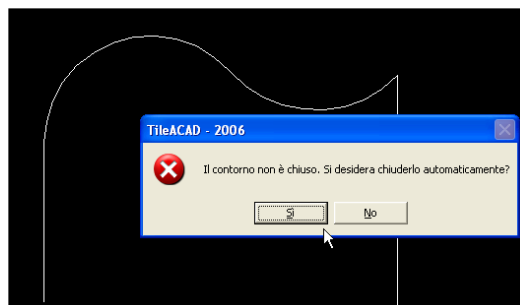 TileACAD - 2006
Il contorno non è chiuso. Si desidera chiuderlo automaticamente?
Sì
No